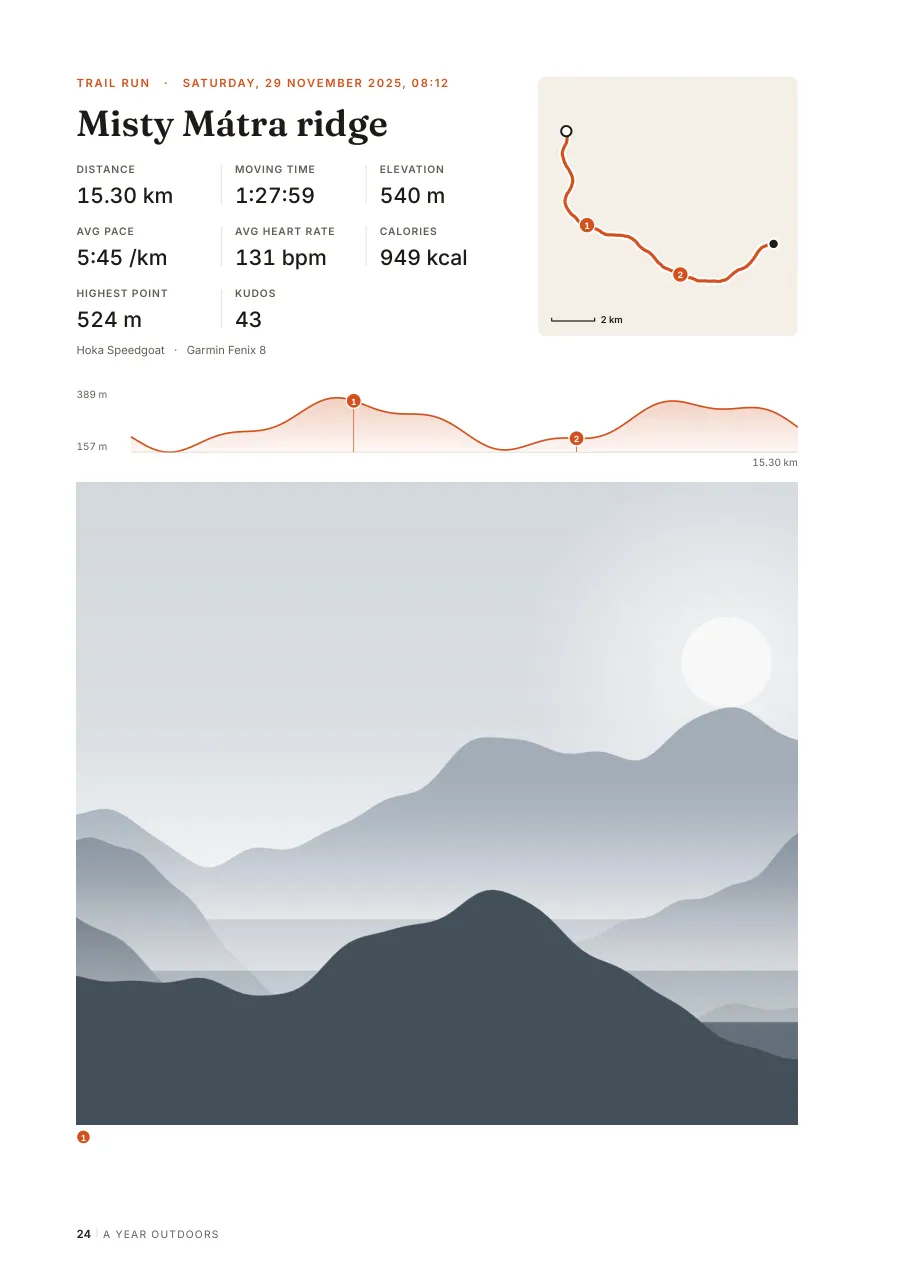 TRAIL RUN · SATURDAY, 29 NOVEMBER 2025, 08:12
Misty Mátra ridge
DISTANCE MOVING TIME ELEVATION
15.30 km 1:27:59 540 m
AVG PACE AVG HEART RATE CALORIES
5:45 /km 131 bpm 949 kcal
HIGHEST POINT KUDOS
524 m 43
Hoka Speedgoat · Garmin Fenix 8
1
2
2 km
389 m
157 m
1
2
15.30 km
1
24 A YEAR OUTDOORS